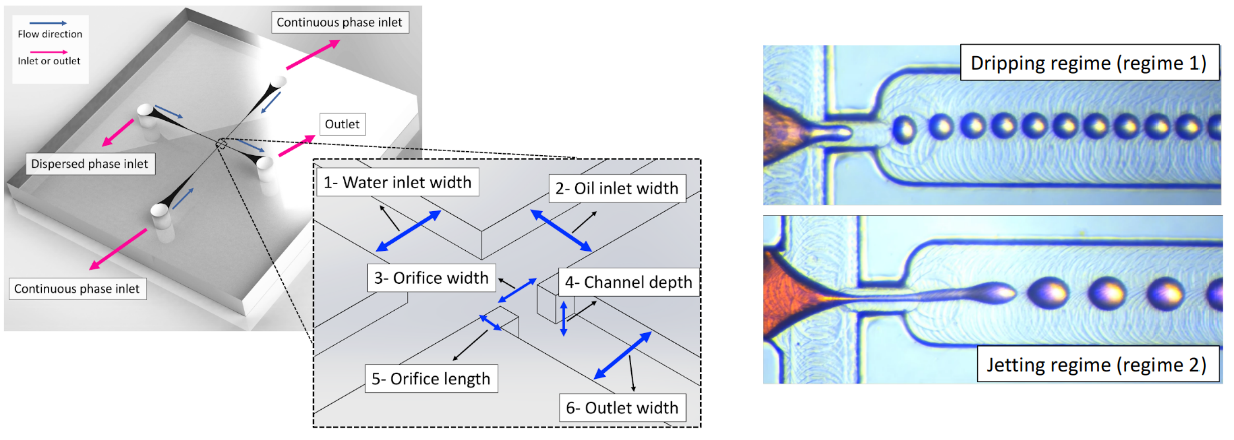 Flow direction
Inlet or outlet
Continuous phase inlet
Dispersed phase inlet
Outlet
Continuous phase inlet
1- Water inlet width
2- Oil inlet width
3- Orifice width
4- Channel depth
5- Orifice length
6- Outlet width
Dripping regime (regime 1)
Jetting regime (regime 2)